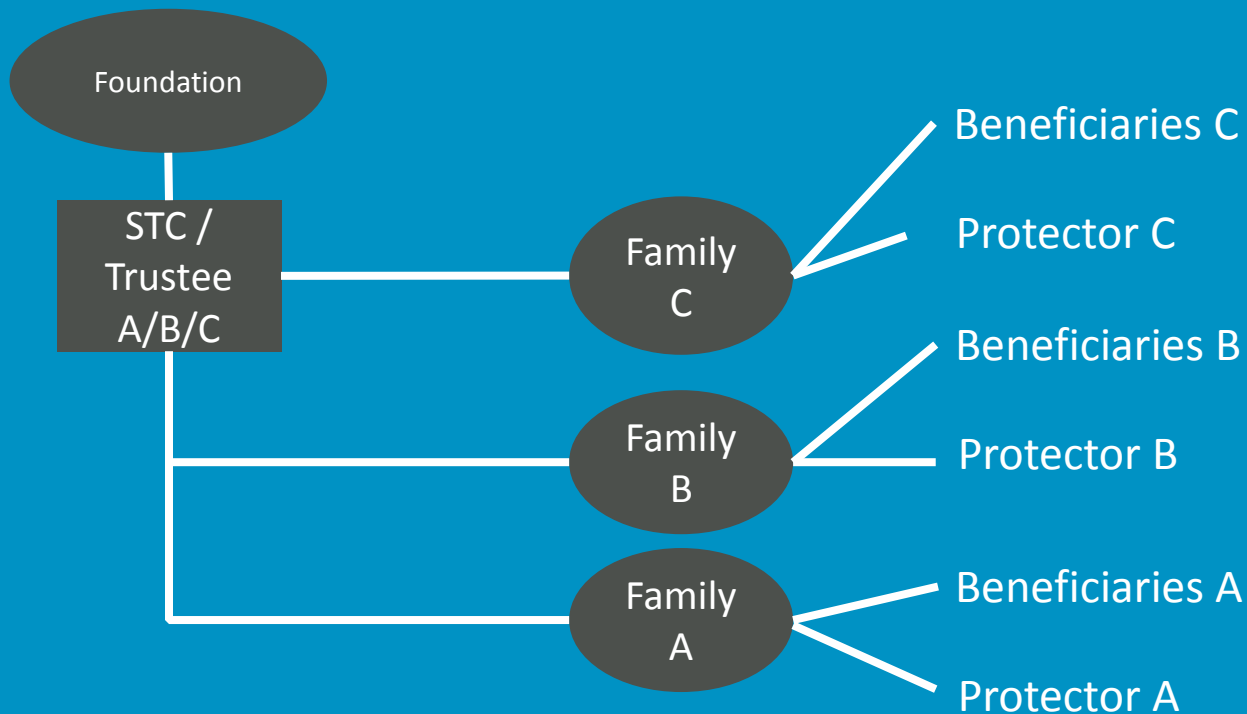 Foundation
STC /
Trustee
A/B/C
Family
C
Beneficiaries C
Protector C
Family
B
Beneficiaries B
Protector B
Family
A
Beneficiaries A
Protector A